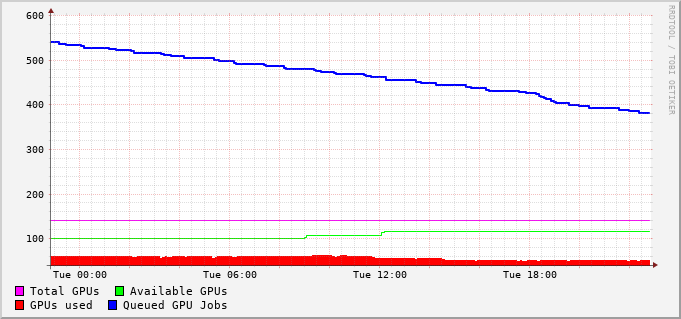 600
500
400
300
200
100
Tue 00:00 Tue 06:00 Tue 12:00 Tue 18:00
Total GPUs Available GPUs
GPUs used Queued GPU Jobs
RRDTOOL / TOBI OETIKER